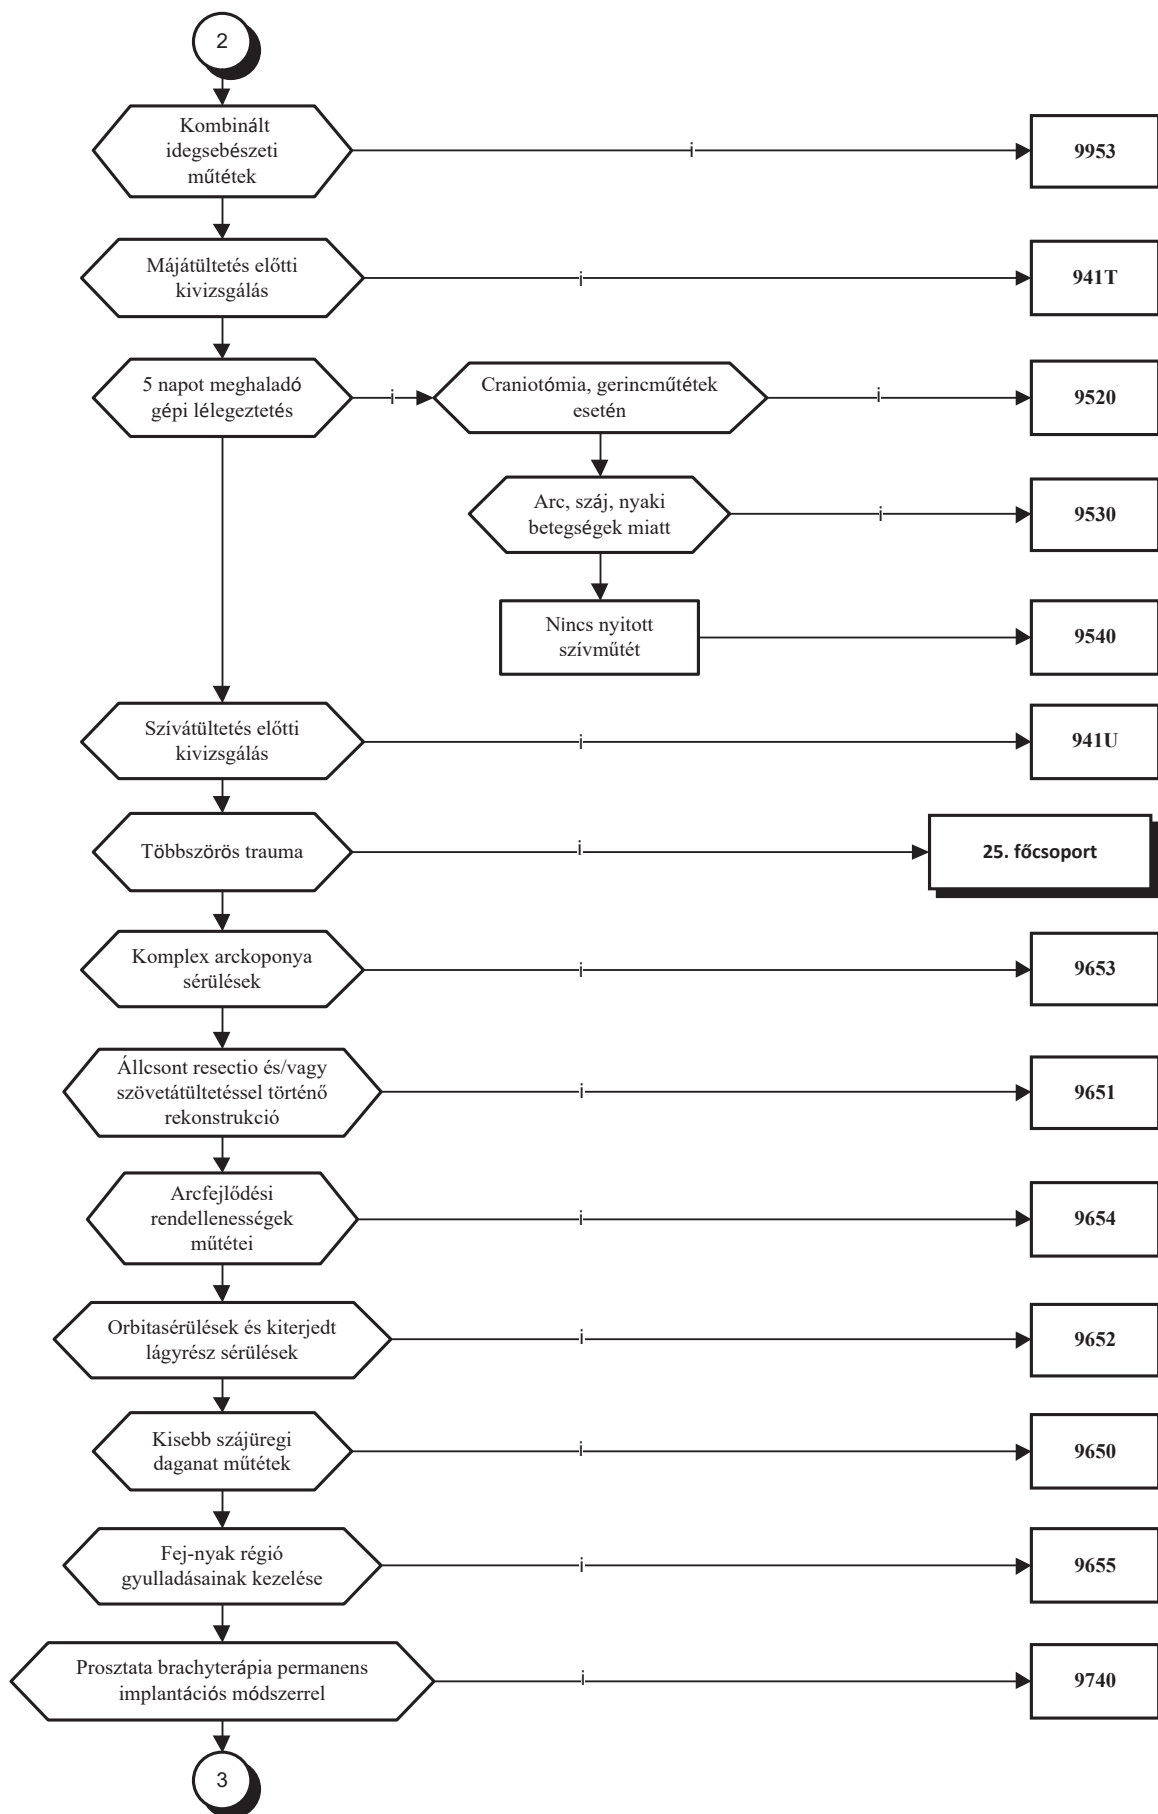 2
Kombinált
idegsebészeti
műtétek
i
9953
Májátültetés előtti
kivizsgálás
i
941T
5 napot meghaladó
gépi lélegeztetés
i
Craniotómia, gerincműtétek
esetén
i
9520
Arc, száj, nyaki
betegségek miatt
i
9530
Nincs nyitott
szívműtét
9540
Szívátültetés előtti
kivizsgálás
i
941U
Többszörös trauma
i
25. főcsoport
Komplex arckoponya
sérülések
i
9653
Állcsont resectio és/vagy
szövetátültetéssel történő
rekonstrukció
i
9651
Arcfejlődési
rendellenességek
műtétei
i
9654
Orbitasérülések és kiterjedt
lágyrész sérülések
i
9652
Kisebb szájüregi
daganat műtétek
i
9650
Fej-nyak régió
gyulladásainak kezelése
i
9655
Prosztata brachyterápia permanens
implantációs módszerrel
i
9740
3